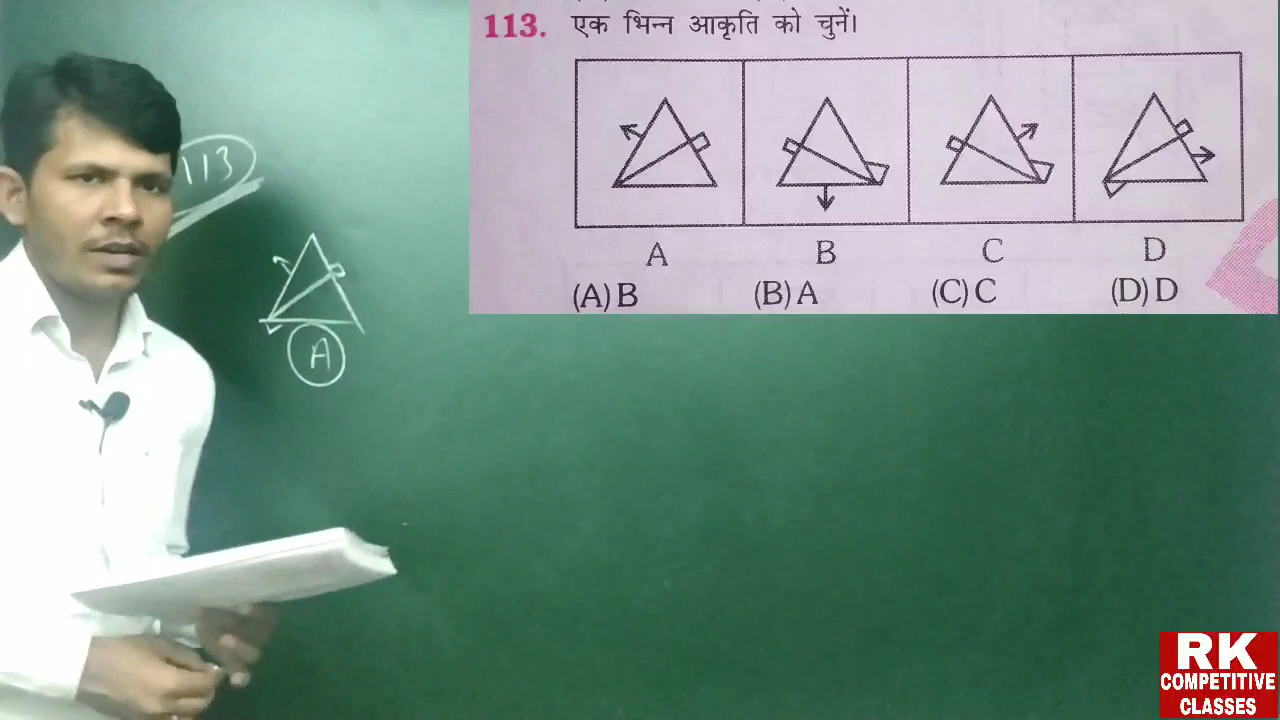 113. एक भिन्न आकृति को चुनें।
A B C D
(A) B (B) A (C) C (D) D
113
A
RK
COMPETITIVE
CLASSES